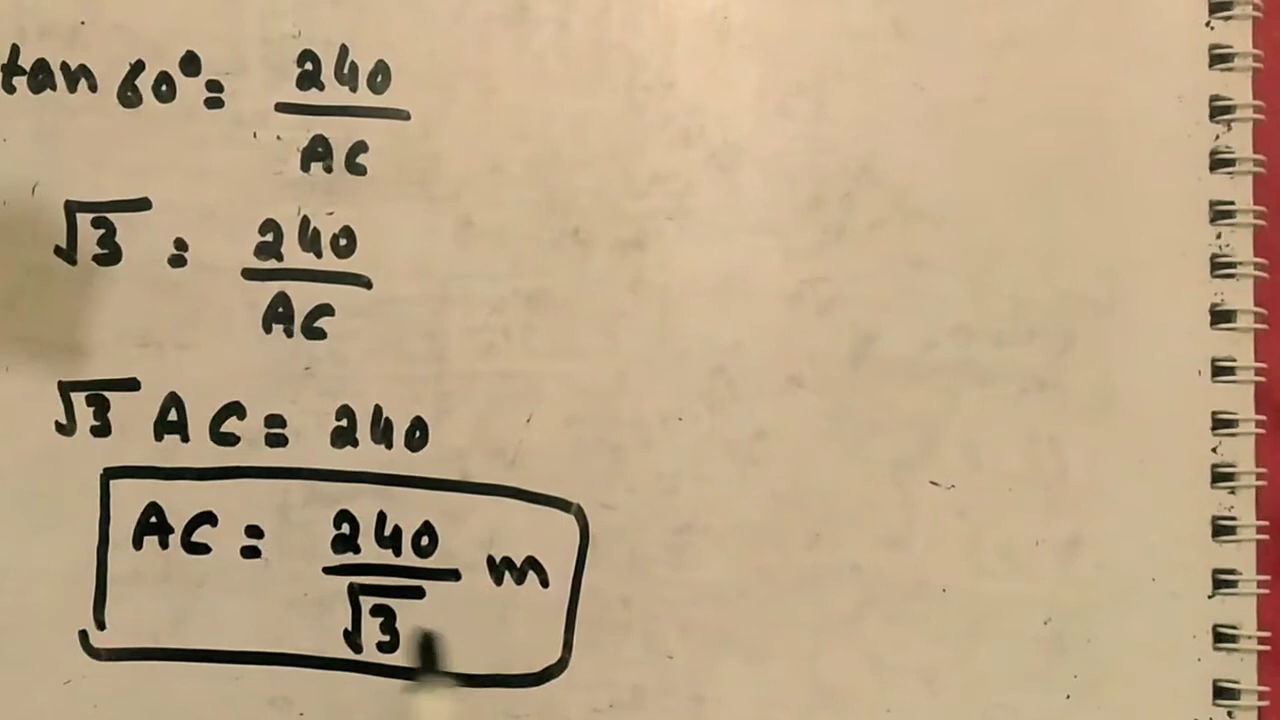 tan 60° = 240/AC
√3 = 240/AC
√3 AC = 240
AC = 240/√3 m